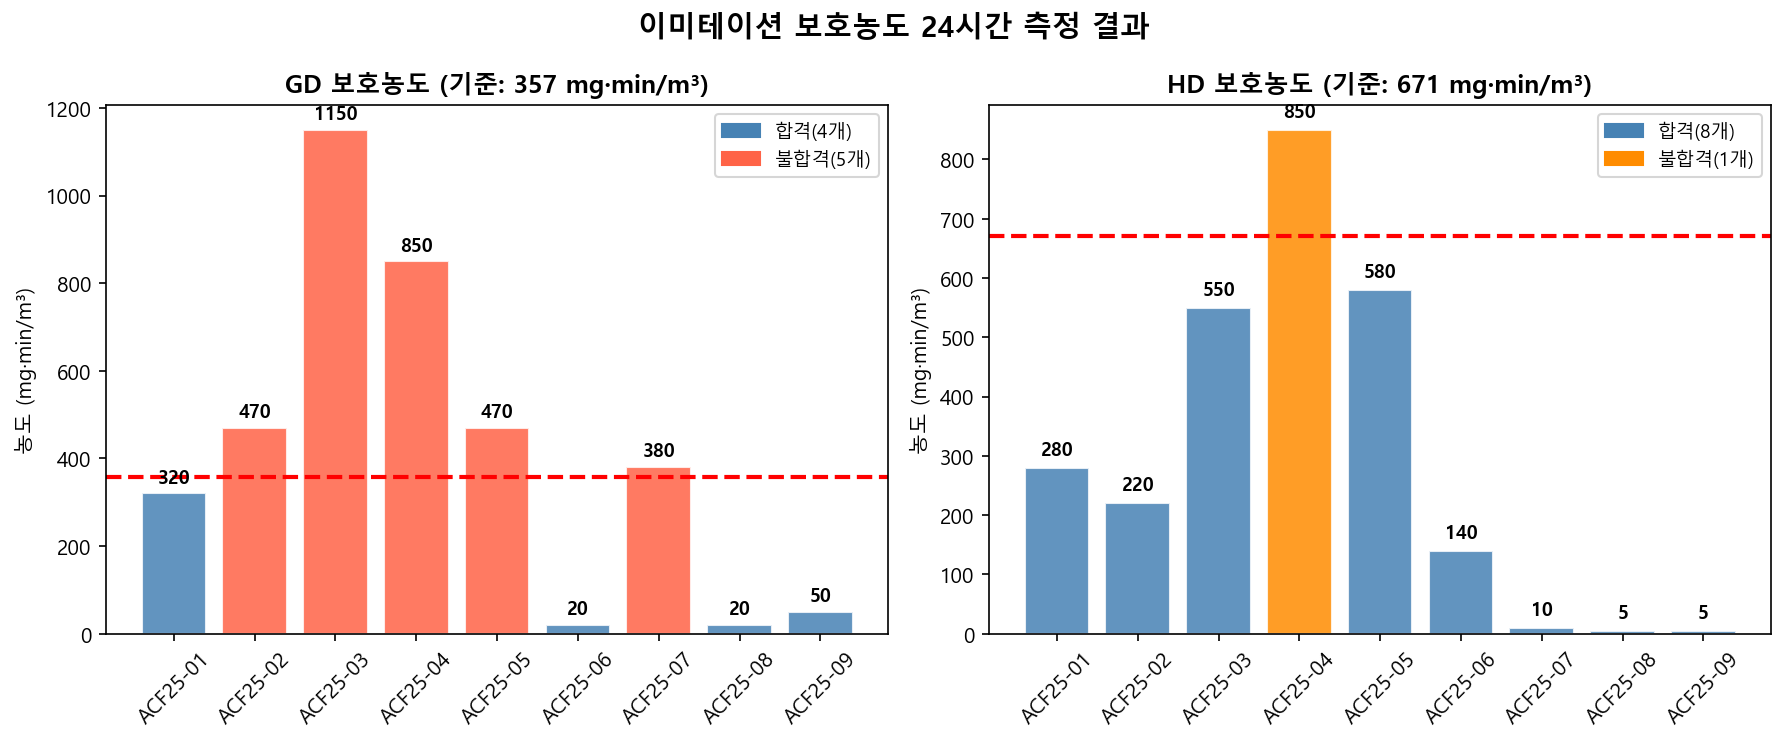 이미테이션 보호농도 24시간 측정 결과
GD 보호농도 (기준: 357 mg·min/m³)
농도 (mg·min/m³)
1200
1000
800
600
400
200
0
320
470
1150
850
470
20
380
20
50
합격(4개)
불합격(5개)
ACF25-01
ACF25-02
ACF25-03
ACF25-04
ACF25-05
ACF25-06
ACF25-07
ACF25-08
ACF25-09
HD 보호농도 (기준: 671 mg·min/m³)
농도 (mg·min/m³)
800
700
600
500
400
300
200
100
0
280
220
550
850
580
140
10
5
5
합격(8개)
불합격(1개)
ACF25-01
ACF25-02
ACF25-03
ACF25-04
ACF25-05
ACF25-06
ACF25-07
ACF25-08
ACF25-09